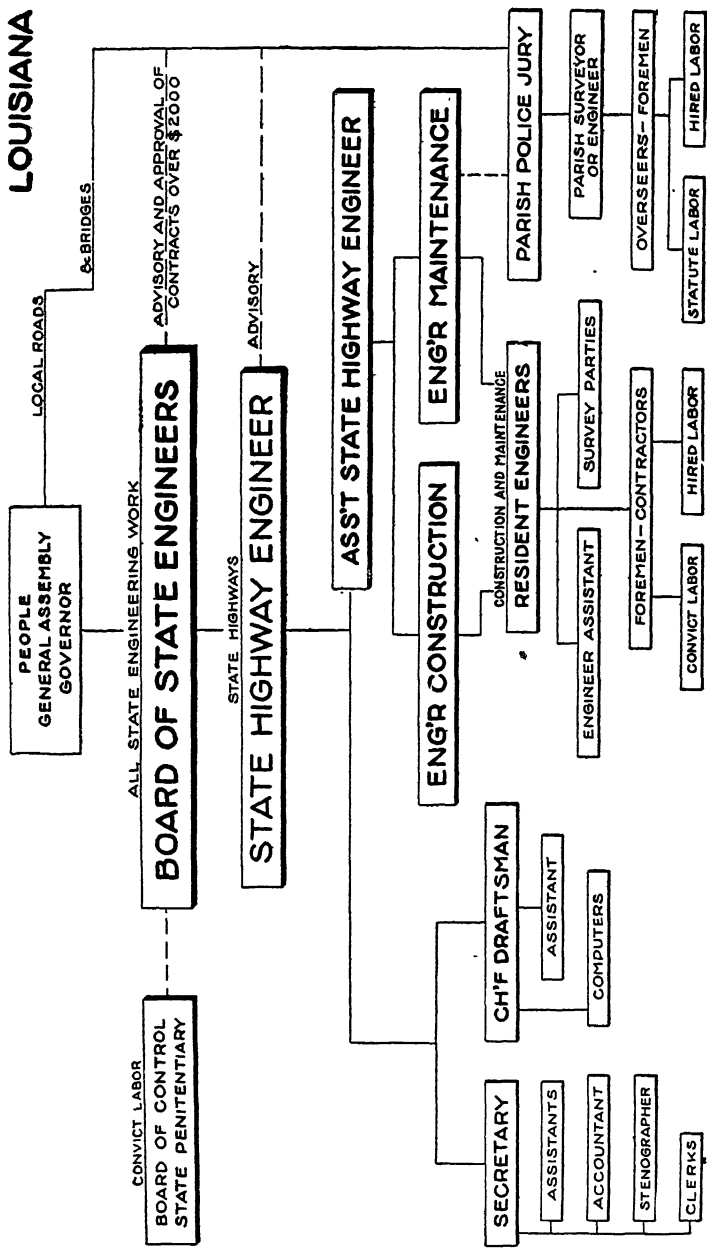 LOUISIANA
PEOPLE
GENERAL ASSEMBLY
GOVERNOR
LOCAL ROADS
& BRIDGES
ALL STATE ENGINEERING WORK
BOARD OF STATE ENGINEERS
ADVISORY AND APPROVAL OF
CONTRACTS OVER $2000
CONVICT LABOR
BOARD OF CONTROL
STATE PENITENTIARY
STATE HIGHWAYS
STATE HIGHWAY ENGINEER
ADVISORY
ASS'T STATE HIGHWAY ENGINEER
ENG'R CONSTRUCTION
ENG'R MAINTENANCE
SECRETARY
ASSISTANTS
ACCOUNTANT
STENOGRAPHER
CLERKS
CH'F DRAFTSMAN
ASSISTANT
COMPUTERS
CONSTRUCTION AND MAINTENANCE
RESIDENT ENGINEERS
ENGINEER ASSISTANT
SURVEY PARTIES
FOREMEN-CONTRACTORS
CONVICT LABOR
HIRED LABOR
PARISH POLICE JURY
PARISH SURVEYOR
OR ENGINEER
OVERSEERS-FOREMEN
STATUTE LABOR
HIRED LABOR